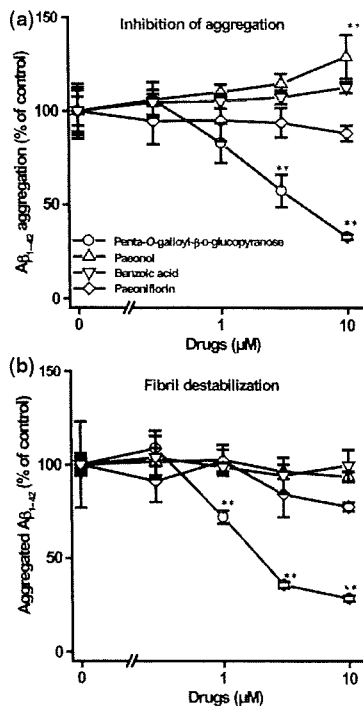 (a)
Inhibition of aggregation
150
**
100
**
50
**
Penta-O-galloyl-β-D-glucopyranose
Paeonol
Benzoic acid
Paeoniflorin
0
0
1
10
Drugs (μM)
Aβ1–42 aggregation (% of control)
(b)
Fibril destabilization
150
100
**
50
**
**
0
0
1
10
Drugs (μM)
Aggregated Aβ1–42 (% of control)